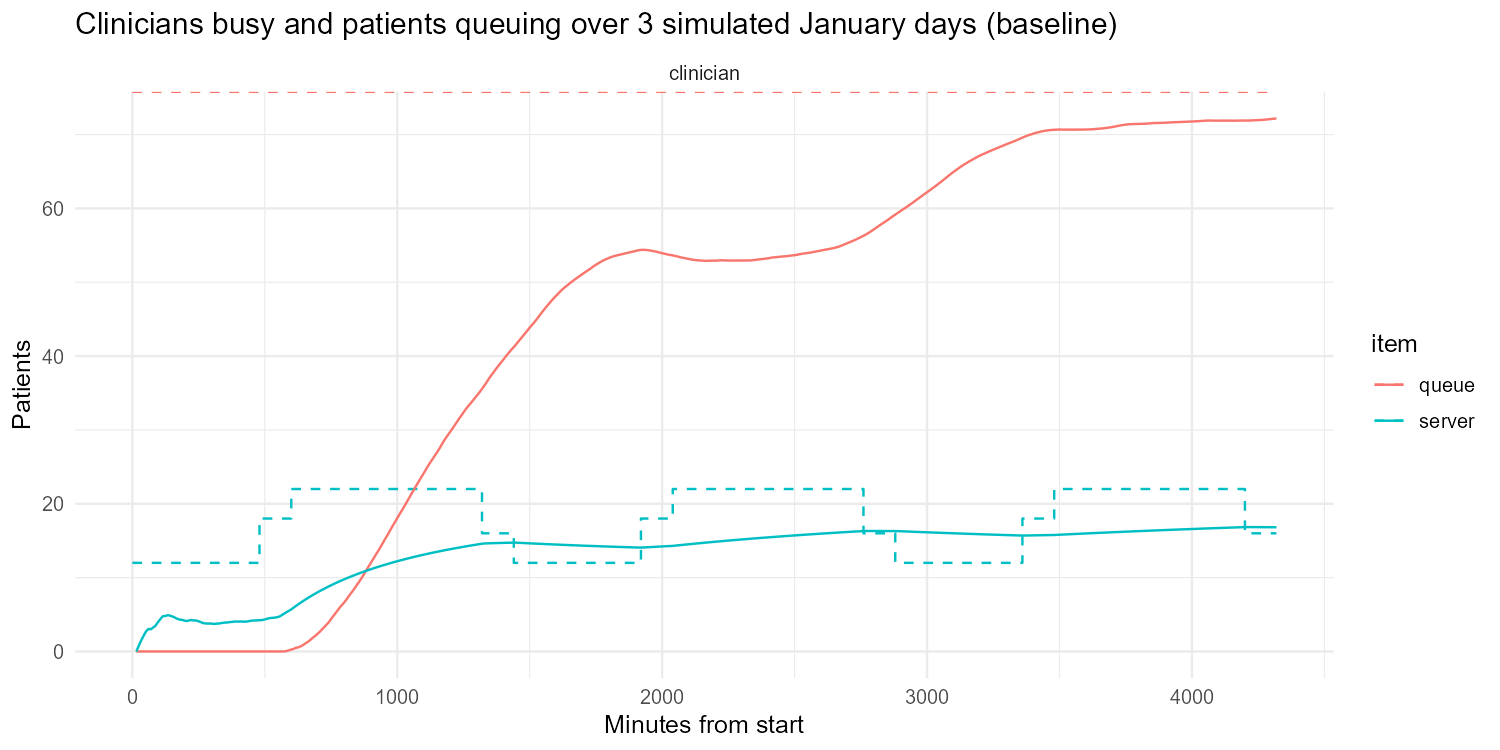 Clinicians busy and patients queuing over 3 simulated January days (baseline)
clinician
Patients
60
40
20
0
0 1000 2000 3000 4000
Minutes from start
item
queue
server